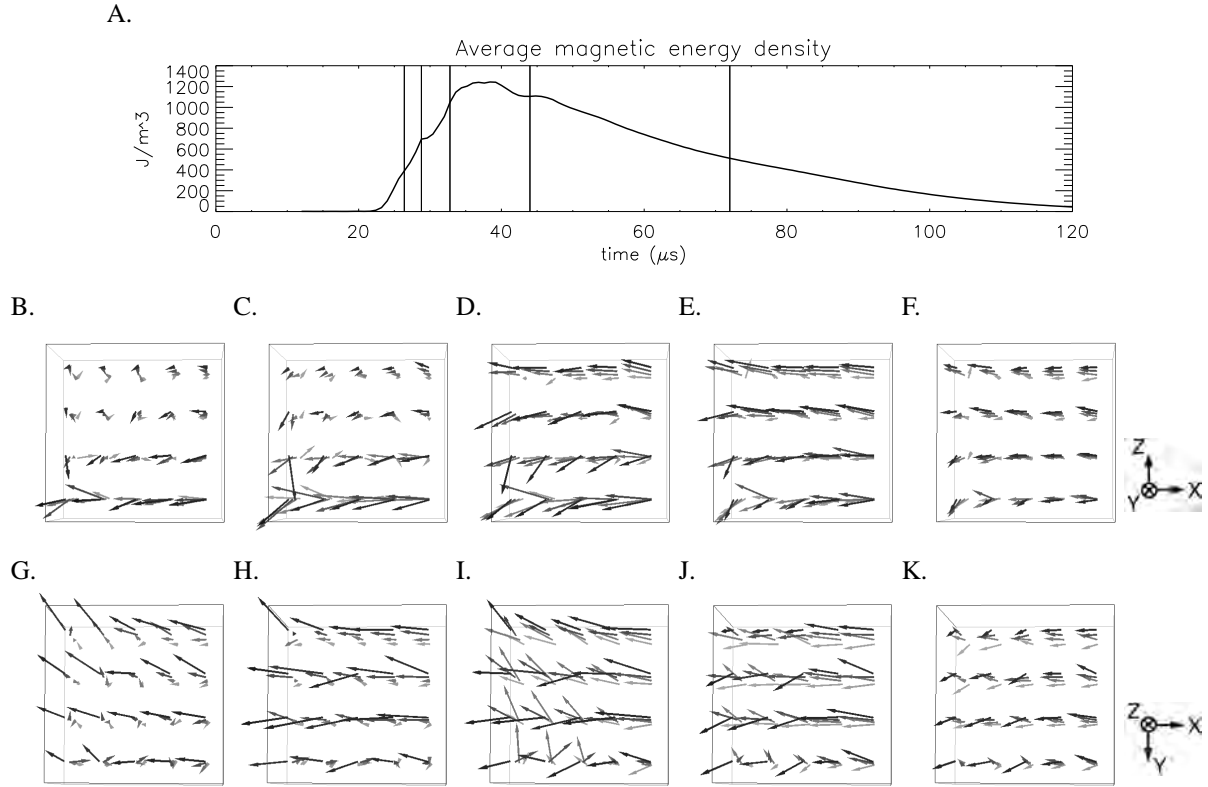 A.
Average magnetic energy density
1400
1200
1000
800
600
400
200
0
J/m^3
0 20 40 60 80 100 120
time (μs)
B. C. D. E. F.
Z
Y X
G. H. I. J. K.
Z X
Y